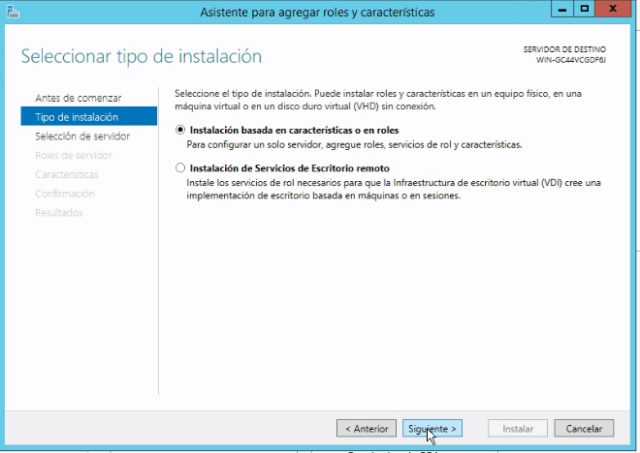 Asistente para agregar roles y características
Seleccionar tipo de instalación
SERVIDOR DE DESTINO
WIN-GC44VCGDF6J
Antes de comenzar
Tipo de instalación
Selección de servidor
Roles de servidor
Características
Confirmación
Resultados
Seleccione el tipo de instalación. Puede instalar roles y características en un equipo físico, en una
máquina virtual o en un disco duro virtual (VHD) sin conexión.
Instalación basada en características o en roles
Para configurar un solo servidor, agregue roles, servicios de rol y características.
Instalación de Servicios de Escritorio remoto
Instale los servicios de rol necesarios para que la Infraestructura de escritorio virtual (VDI) cree una
implementación de escritorio basada en máquinas o en sesiones.
< Anterior
Siguiente >
Instalar
Cancelar